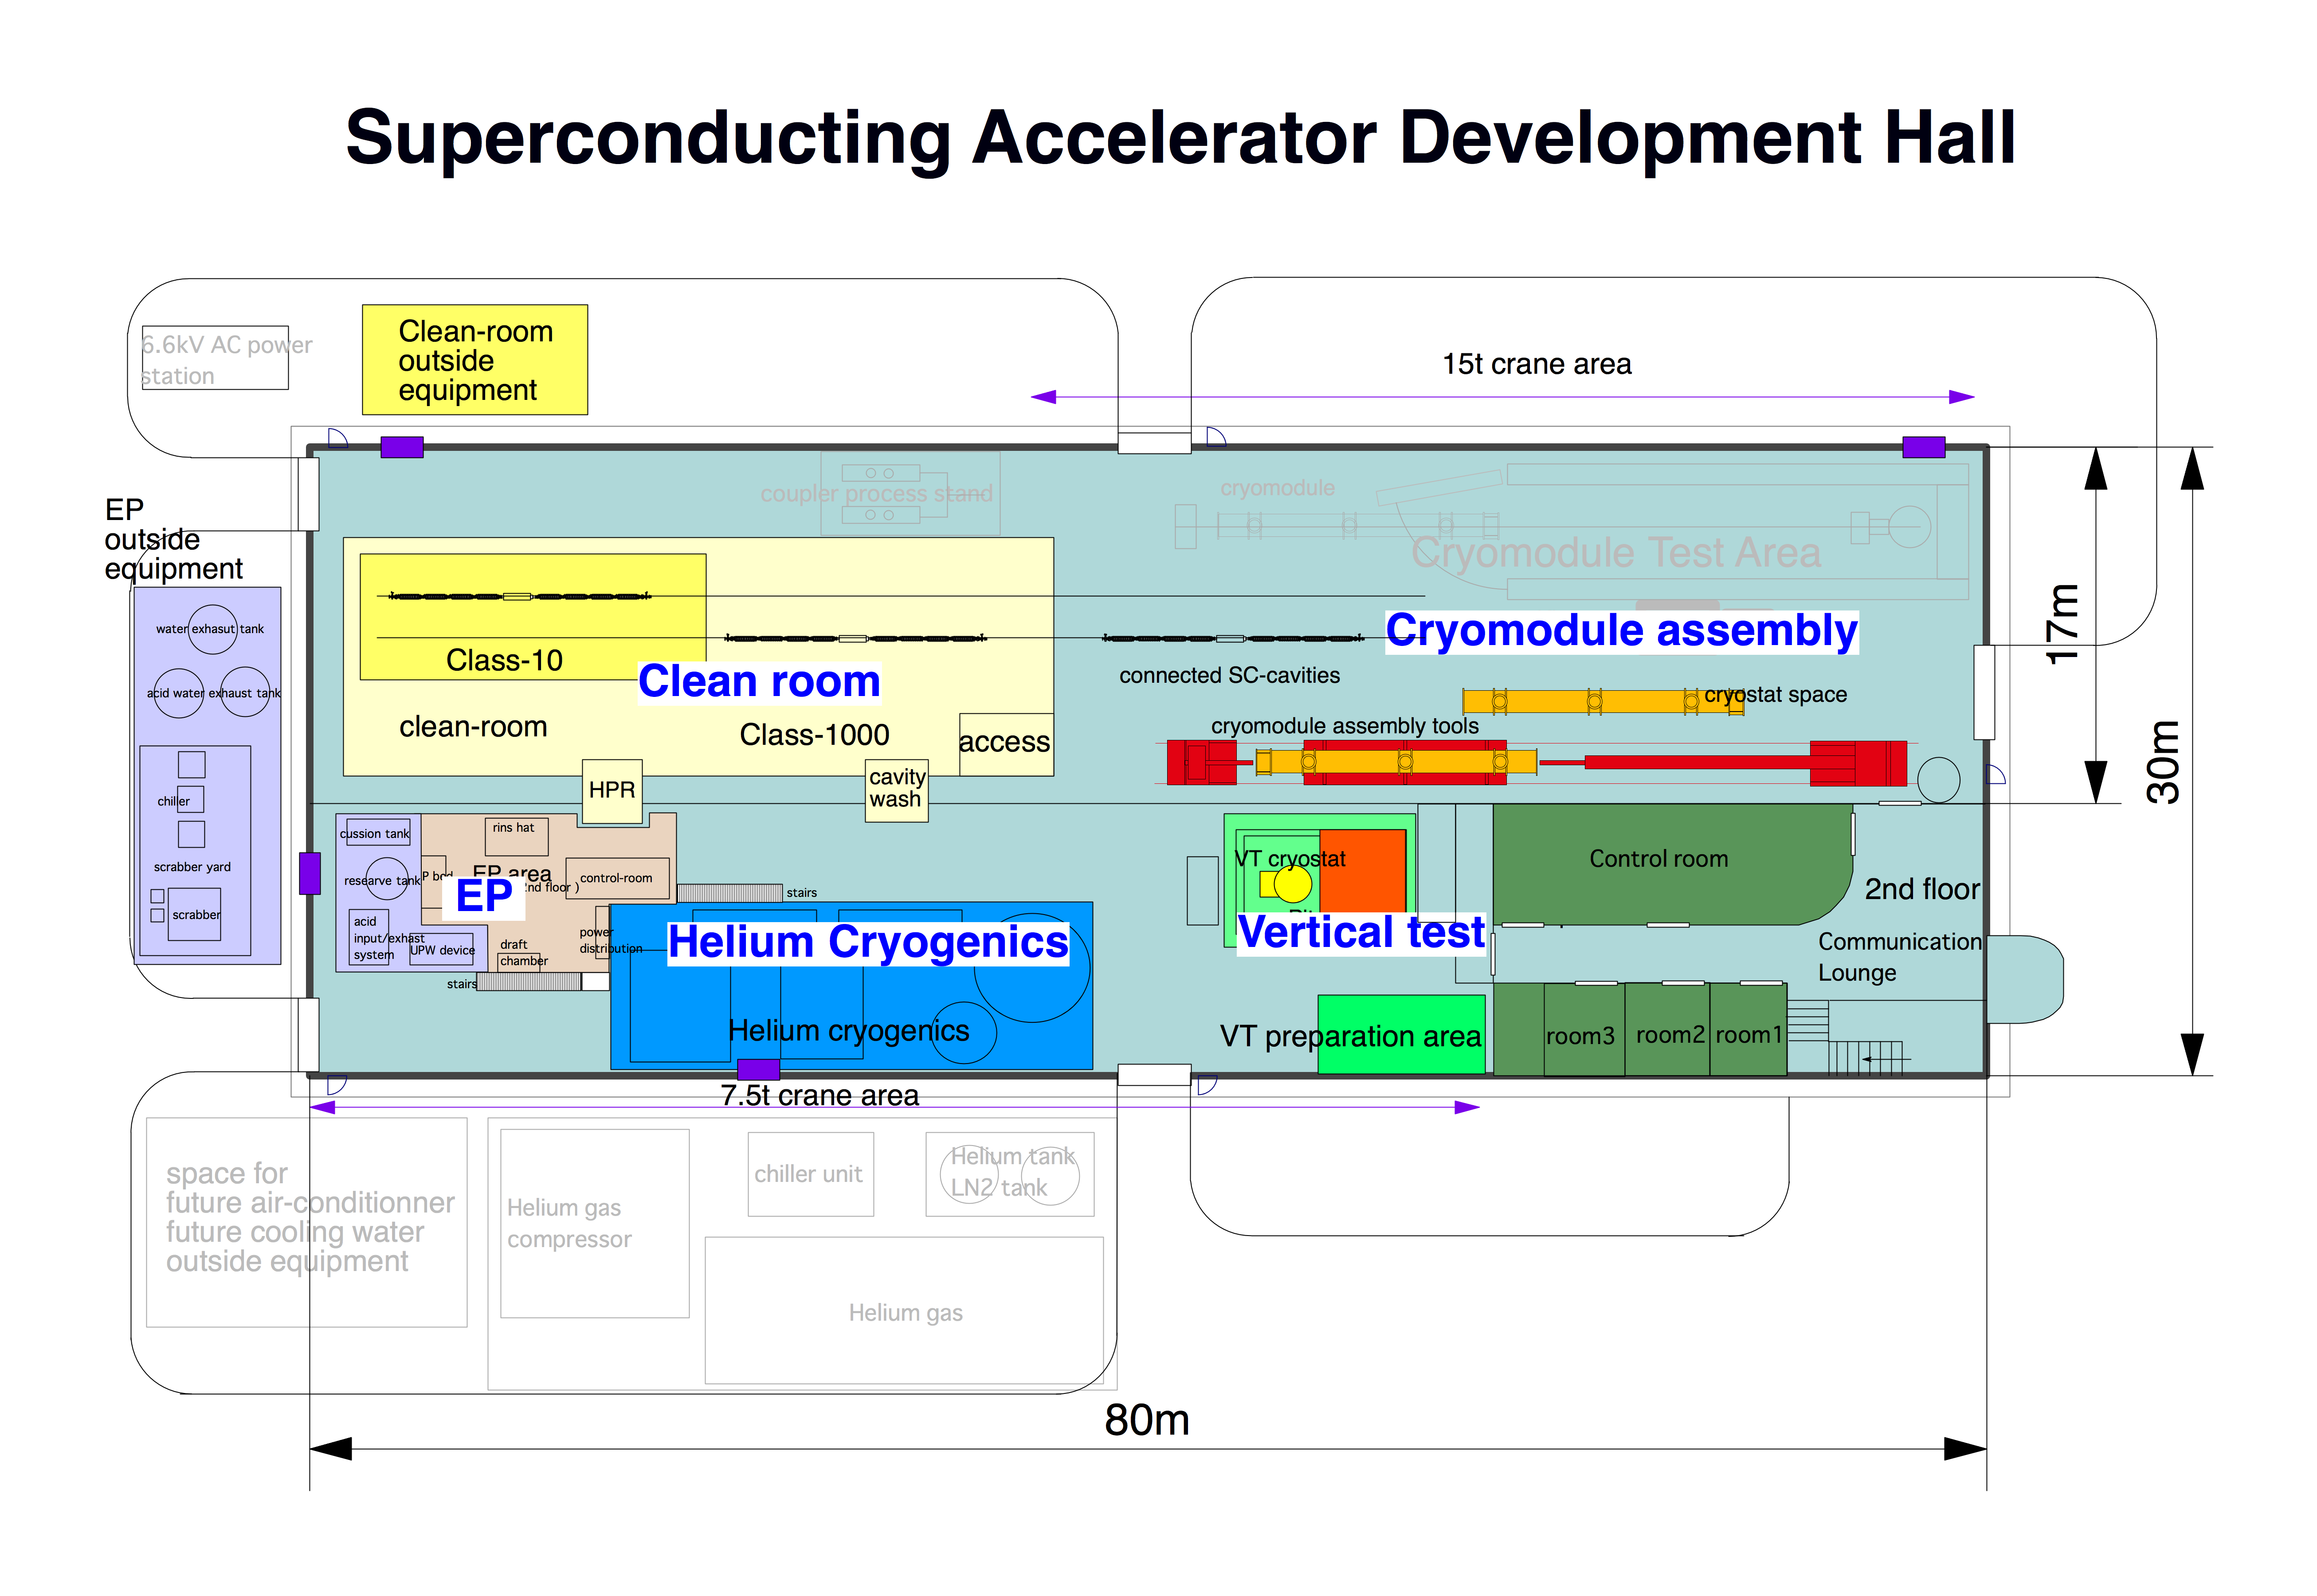 Superconducting Accelerator Development Hall
6.6kV AC power
station
Clean-room
outside
equipment
15t crane area
EP
outside
equipment
coupler process stand
cryomodule
Cryomodule Test Area
water exhasut tank
acid water exhaust tank
chiller
scrabber yard
scrabber
Class-10
Clean room
clean-room
Class-1000
access
HPR
cavity
wash
Cryomodule assembly
connected SC-cavities
cryostat space
cryomodule assembly tools
17m
30m
cussion tank
researve tank
acid
input/exhast
system
UPW device
rins hat
EP area
2nd floor )
control-room
EP
power
distribution
draft
chamber
stairs
stairs
Helium Cryogenics
Helium cryogenics
VT cryostat
Vertical test
VT preparation area
Control room
2nd floor
Communication
Lounge
room3
room2
room1
7.5t crane area
space for
future air-conditionner
future cooling water
outside equipment
Helium gas
compressor
chiller unit
Helium tank
LN2 tank
Helium gas
80m